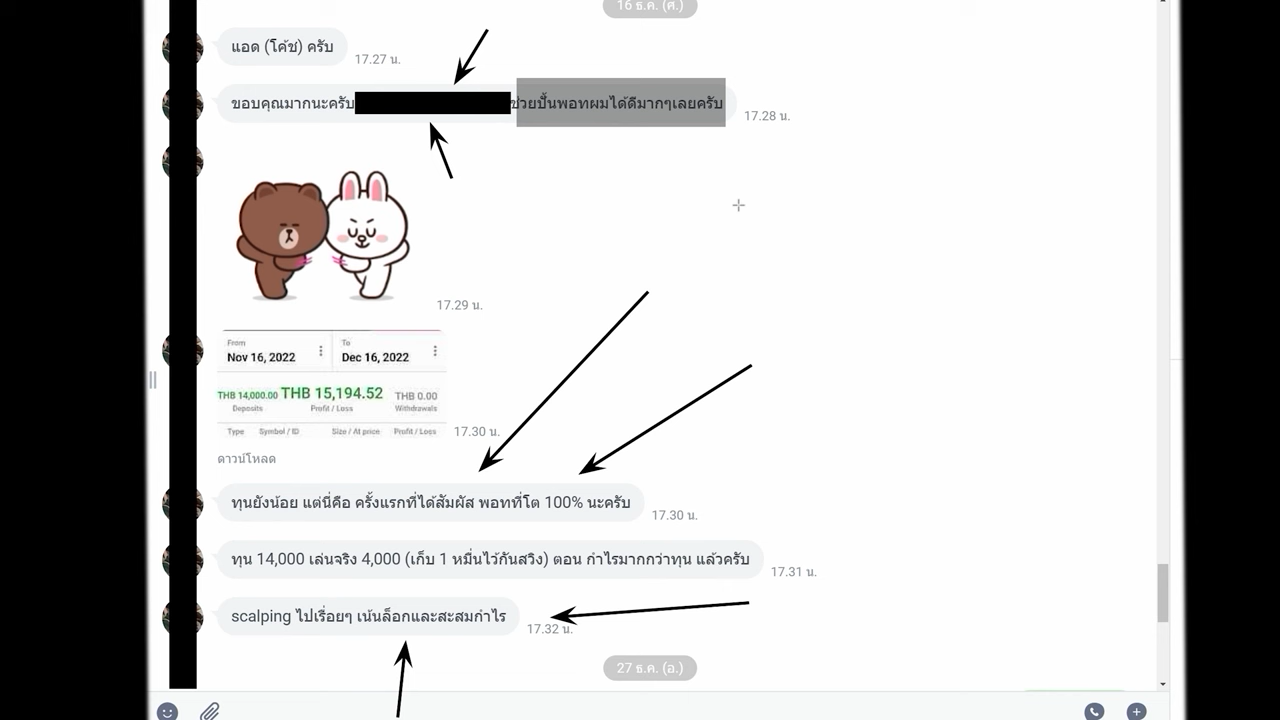 16 ธ.ค. (ศ.)
แอด (โค้ช) ครับ
17.27 น.
ขอบคุณมากนะครับ ช่วยปั้นพอทผมได้ดีมากๆเลยครับ
17.28 น.
17.29 น.
From To
Nov 16, 2022 Dec 16, 2022
THB 14,000.00 THB 15,194.52 THB 0.00
Deposits Profit / Loss Withdrawals
Type Symbol / ID Size / At price Profit / Loss
17.30 น.
ดาวน์โหลด
ทุนยังน้อย แต่นี่คือ ครั้งแรกที่ได้สัมผัส พอทที่โต 100% นะครับ
17.30 น.
ทุน 14,000 เล่นจริง 4,000 (เก็บ 1 หมื่นไว้กันสวิง) ตอน กำไรมากกว่าทุน แล้วครับ
17.31 น.
scalping ไปเรื่อยๆ เน้นล็อกและสะสมกำไร
17.32 น.
27 ธ.ค. (อ.)